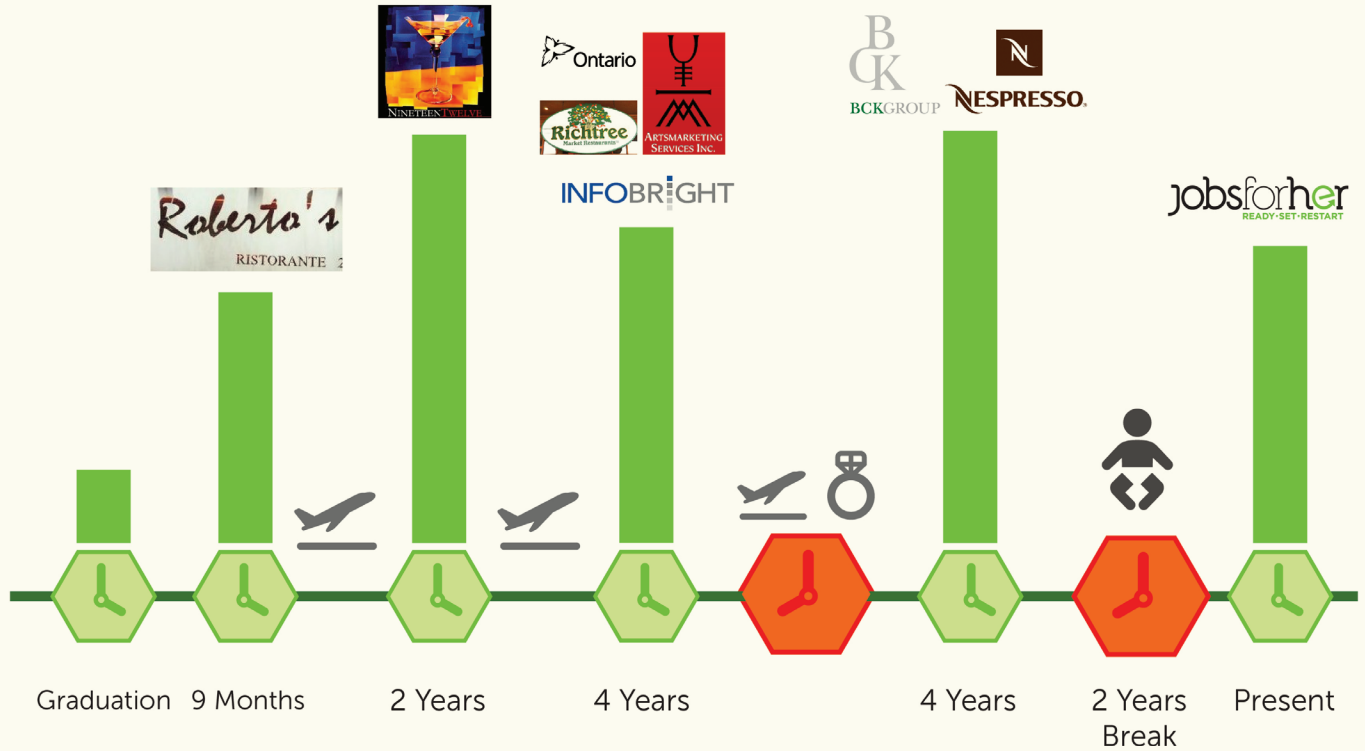 NINETEENTWELVE
Ontario
Richtree
Market Restaurants
ARTSMARKETING
SERVICES INC.
INFOBRIGHT
BCK
BCKGROUP
N
NESPRESSO®
Roberto's
RISTORANTE 2
jobsforher
READY•SET•RESTART
Graduation
9 Months
2 Years
4 Years
4 Years
2 Years
Break
Present